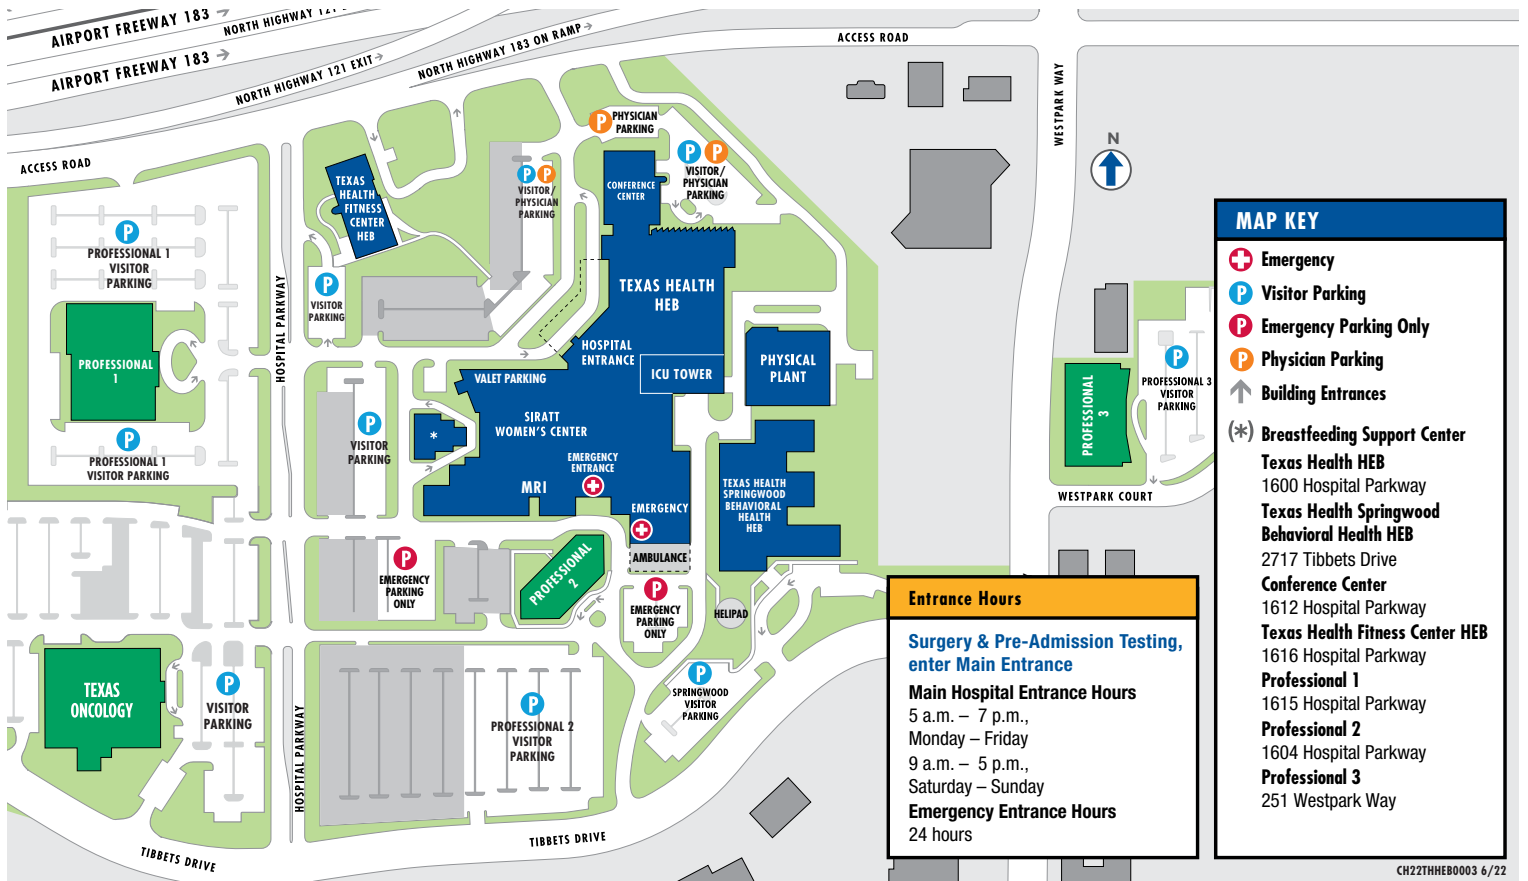 AIRPORT FREEWAY 183
NORTH HIGHWAY 121
AIRPORT FREEWAY 183
NORTH HIGHWAY 121 EXIT
NORTH HIGHWAY 183 ON RAMP
ACCESS ROAD
ACCESS ROAD
WESTPARK WAY
N
P
PHYSICIAN
PARKING
P P
VISITOR/
PHYSICIAN
PARKING
P P
VISITOR/
PHYSICIAN
PARKING
CONFERENCE
CENTER
TEXAS
HEALTH
FITNESS
CENTER
HEB
P
PROFESSIONAL 1
VISITOR
PARKING
P
VISITOR
PARKING
HOSPITAL PARKWAY
TEXAS HEALTH
HEB
HOSPITAL
ENTRANCE
ICU TOWER
PHYSICAL
PLANT
PROFESSIONAL
1
VALET PARKING
SIRATT
WOMEN'S CENTER
*
P
VISITOR
PARKING
P
PROFESSIONAL 1
VISITOR PARKING
EMERGENCY
ENTRANCE
MRI
EMERGENCY
AMBULANCE
TEXAS HEALTH
SPRINGWOOD
BEHAVIORAL
HEALTH
HEB
PROFESSIONAL
3
P
PROFESSIONAL 3
VISITOR
PARKING
WESTPARK COURT
P
EMERGENCY
PARKING
ONLY
PROFESSIONAL
2
P
EMERGENCY
PARKING
ONLY
HELIPAD
TEXAS
ONCOLOGY
P
VISITOR
PARKING
HOSPITAL PARKWAY
P
PROFESSIONAL 2
VISITOR
PARKING
P
SPRINGWOOD
VISITOR
PARKING
TIBBETS DRIVE
TIBBETS DRIVE
Entrance Hours
Surgery & Pre-Admission Testing,
enter Main Entrance
Main Hospital Entrance Hours
5 a.m. – 7 p.m.,
Monday – Friday
9 a.m. – 5 p.m.,
Saturday – Sunday
Emergency Entrance Hours
24 hours
MAP KEY
Emergency
P Visitor Parking
P Emergency Parking Only
P Physician Parking
Building Entrances
(*) Breastfeeding Support Center
Texas Health HEB
1600 Hospital Parkway
Texas Health Springwood
Behavioral Health HEB
2717 Tibbets Drive
Conference Center
1612 Hospital Parkway
Texas Health Fitness Center HEB
1616 Hospital Parkway
Professional 1
1615 Hospital Parkway
Professional 2
1604 Hospital Parkway
Professional 3
251 Westpark Way
CH22THHEB0003 6/22